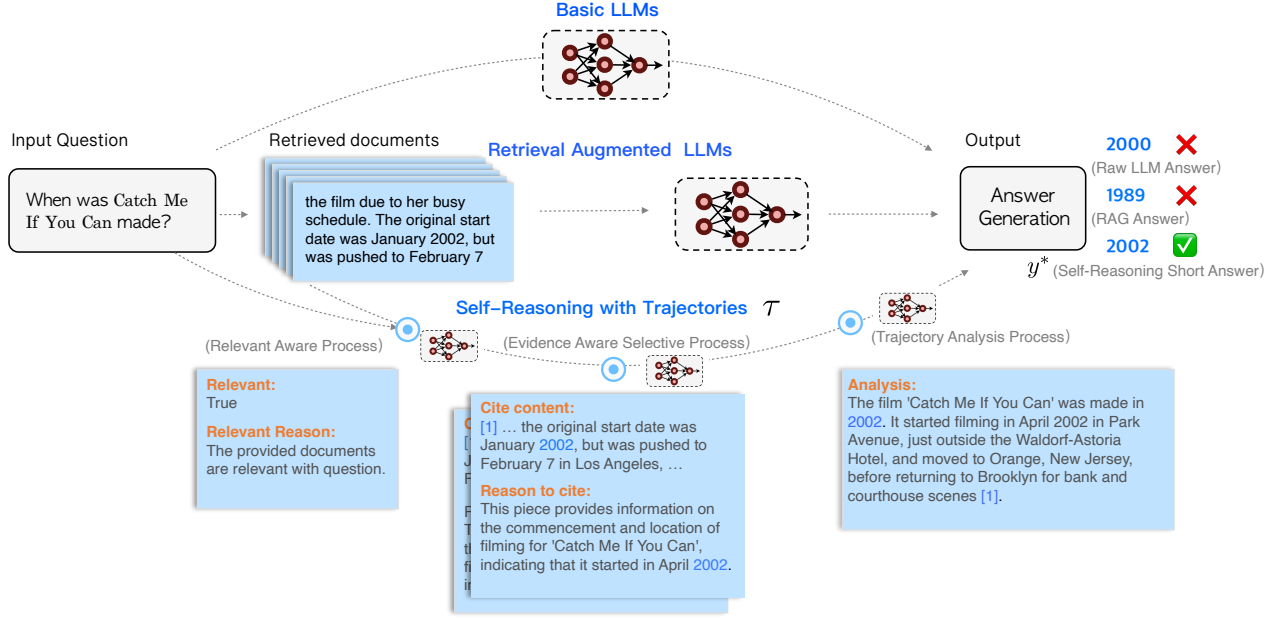 Basic LLMs
Input Question
Retrieved documents
Retrieval Augmented LLMs
Output
When was Catch Me
If You Can made?
the film due to her busy
schedule. The original start
date was January 2002, but
was pushed to February 7
Answer
Generation
2000
(Raw LLM Answer)
1989
(RAG Answer)
2002
y* (Self-Reasoning Short Answer)
Self-Reasoning with Trajectories τ
(Relevant Aware Process)
(Evidence Aware Selective Process)
(Trajectory Analysis Process)
Relevant:
True
Relevant Reason:
The provided documents
are relevant with question.
Cite content:
[1] … the original start date was
January 2002, but was pushed to
February 7 in Los Angeles, …
Reason to cite:
This piece provides information on
the commencement and location of
filming for 'Catch Me If You Can',
indicating that it started in April 2002.
Analysis:
The film 'Catch Me If You Can' was made in
2002. It started filming in April 2002 in Park
Avenue, just outside the Waldorf-Astoria
Hotel, and moved to Orange, New Jersey,
before returning to Brooklyn for bank and
courthouse scenes [1].